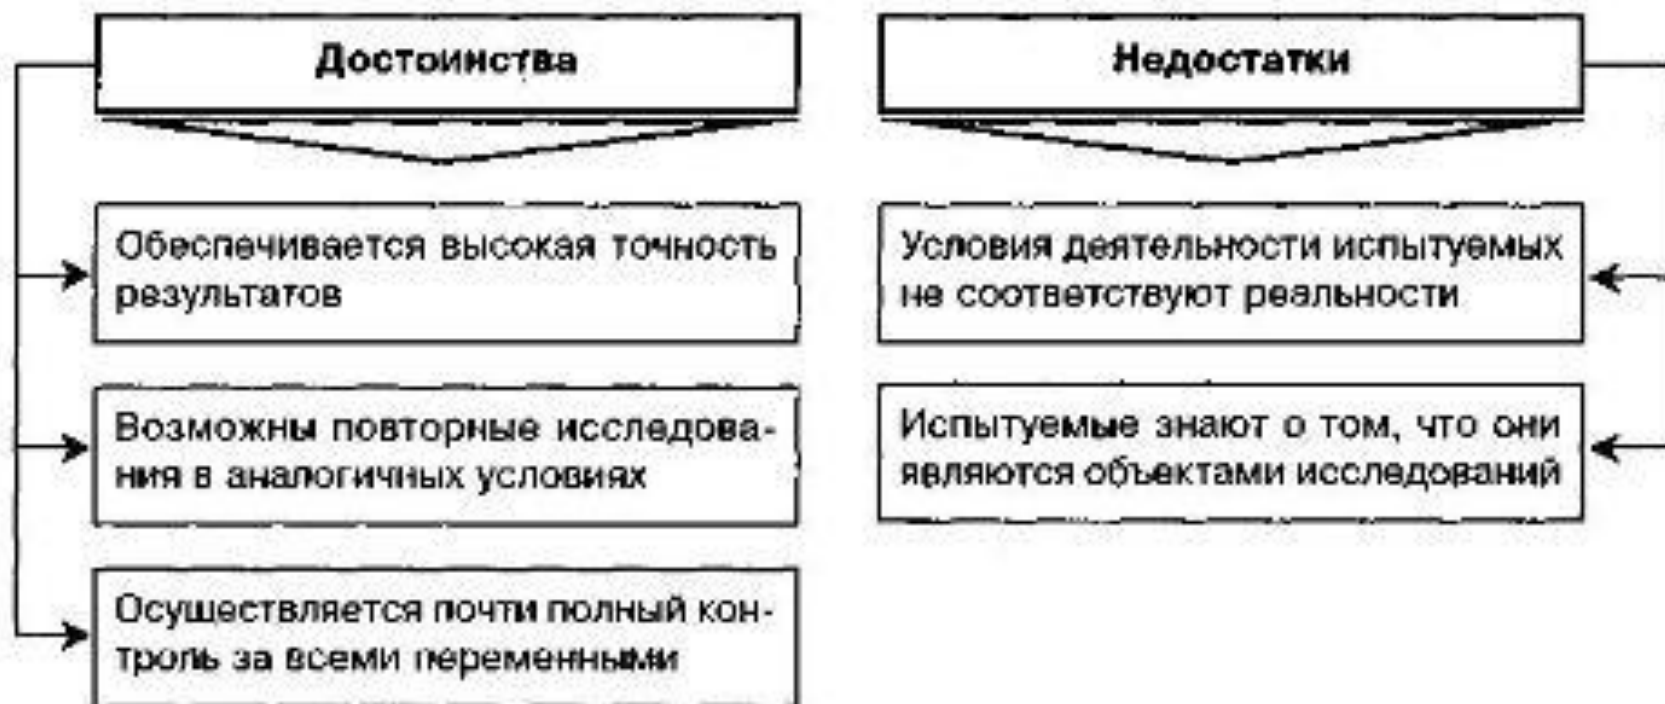 Достоинства
Обеспечивается высокая точность
результатов
Возможны повторные исследова-
ния в аналогичных условиях
Осуществляется почти полный кон-
троль за всеми переменными
Недостатки
Условия деятельности испытуемых
не соответствуют реальности
Испытуемые знают о том, что они
являются объектами исследований